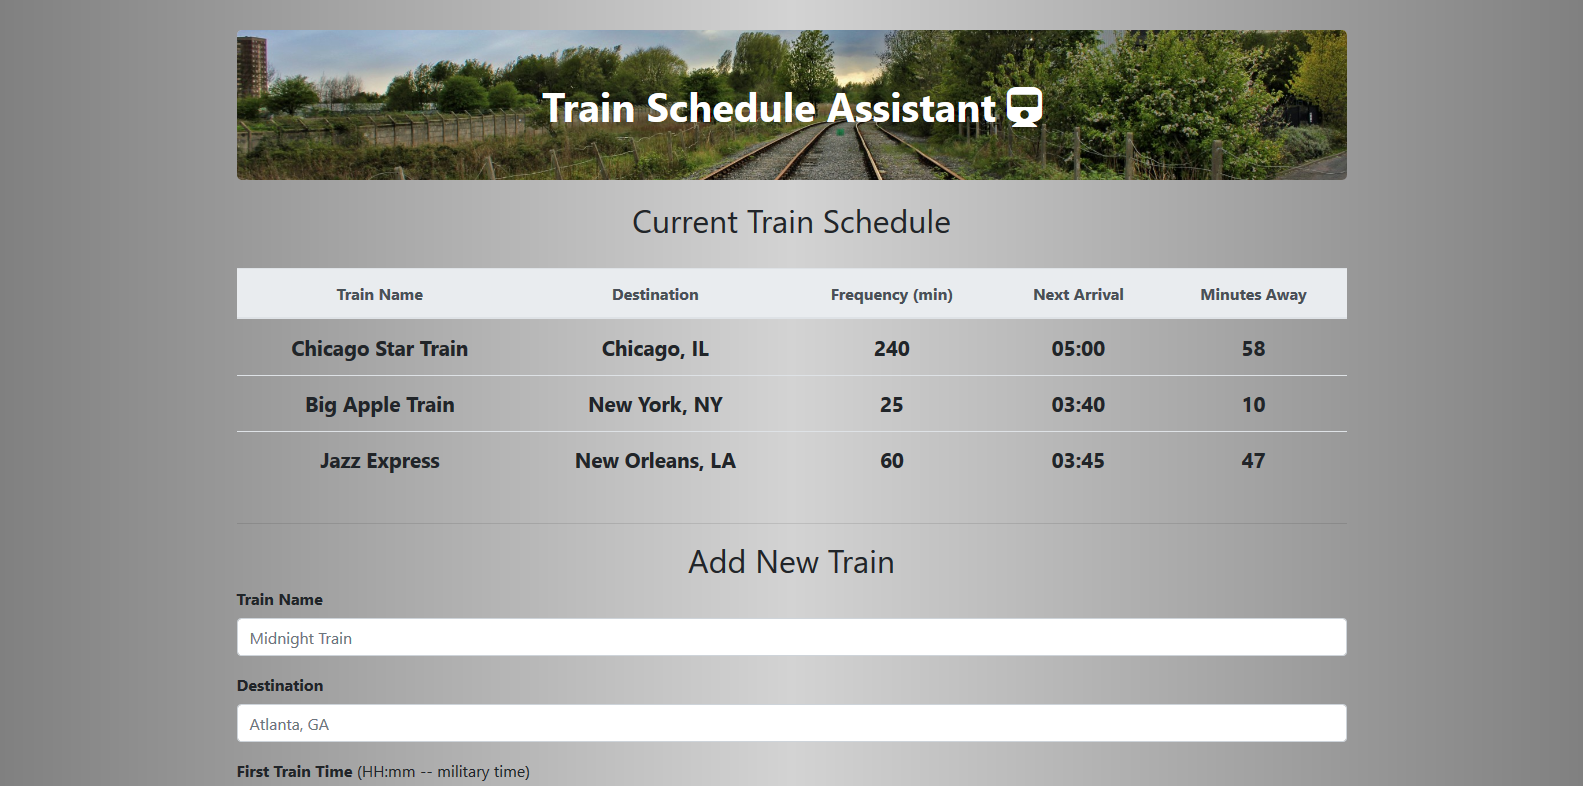 Train Schedule Assistant
Current Train Schedule
Train Name Destination Frequency (min) Next Arrival Minutes Away
Chicago Star Train Chicago, IL 240 05:00 58
Big Apple Train New York, NY 25 03:40 10
Jazz Express New Orleans, LA 60 03:45 47
Add New Train
Train Name
Midnight Train
Destination
Atlanta, GA
First Train Time (HH:mm -- military time)